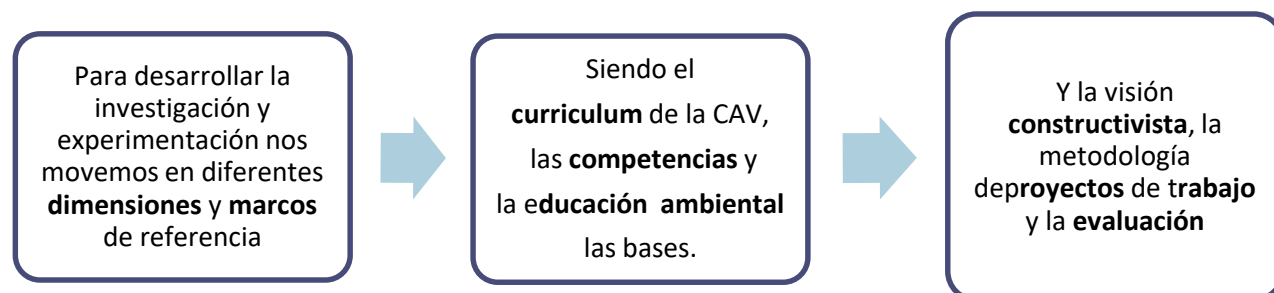 Para desarrollar la
investigación y
experimentación nos
movemos en diferentes
dimensiones y marcos
de referencia
Siendo el
curriculum de la CAV,
las competencias y
la educación ambiental
las bases.
Y la visión
constructivista, la
metodología
deproyectos de trabajo
y la evaluación